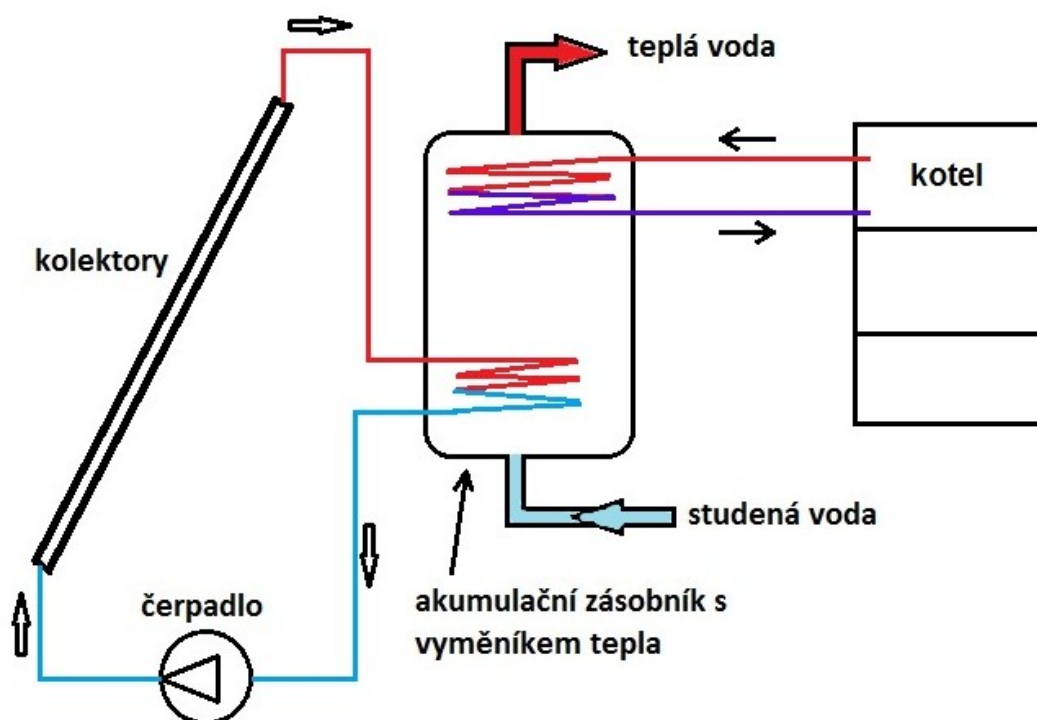 teplá voda
kotel
kolektory
studená voda
čerpadlo
akumulační zásobník s
vyměníkem tepla